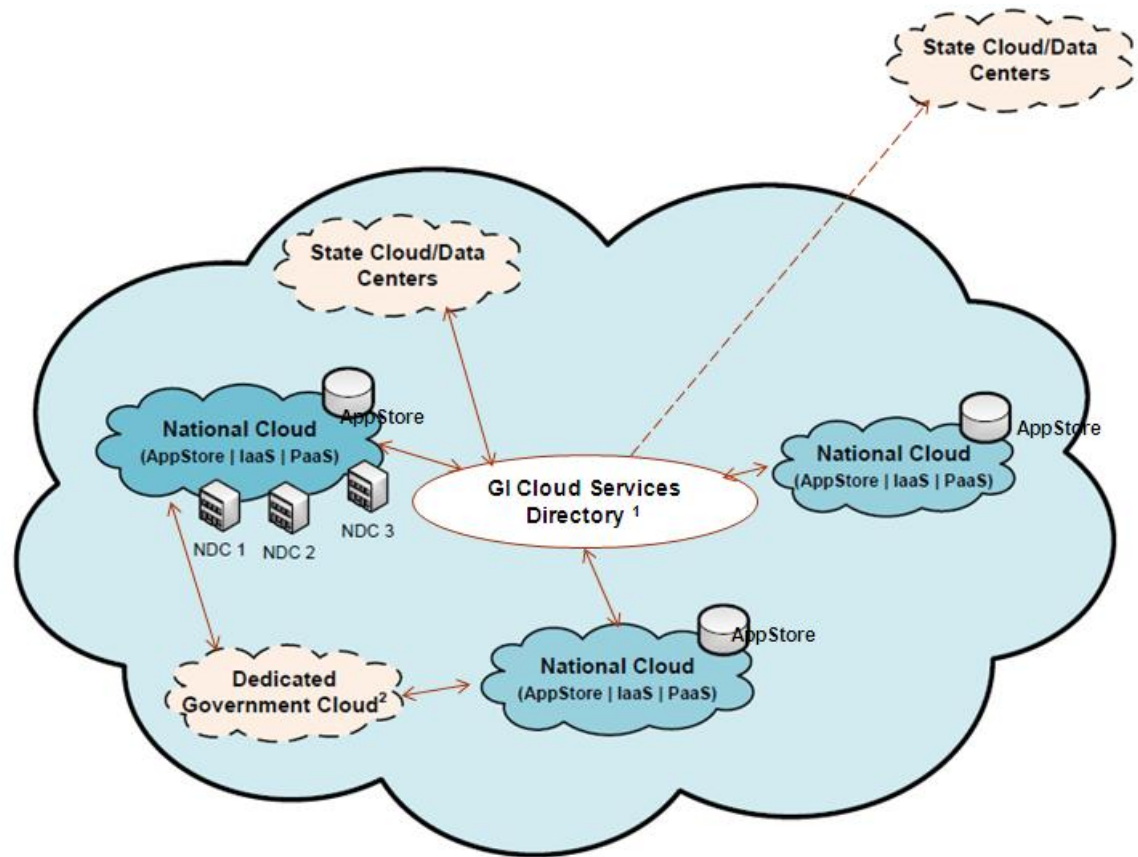 State Cloud/Data
Centers
State Cloud/Data
Centers
AppStore
National Cloud
(AppStore | IaaS | PaaS)
NDC 1
NDC 2
NDC 3
GI Cloud Services
Directory 1
AppStore
National Cloud
(AppStore | IaaS | PaaS)
AppStore
National Cloud
(AppStore | IaaS | PaaS)
Dedicated
Government Cloud2